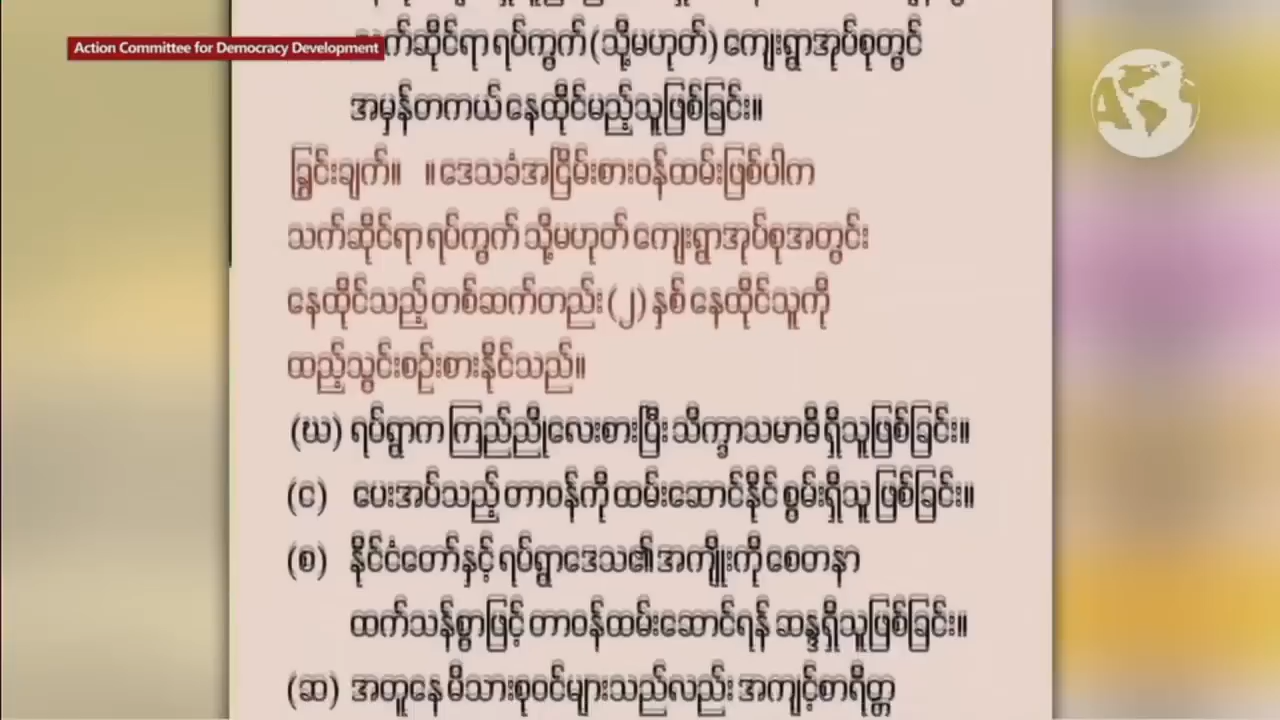 Action Committee for Democracy Development
သက်ဆိုင်ရာ ရပ်ကွက် (သို့မဟုတ်) ကျေးရွာအုပ်စုတွင်
အမှန်တကယ် နေထိုင်မည့်သူဖြစ်ခြင်း။
ခြွင်းချက်။ ။ ဒေသခံအငြိမ်းစားဝန်ထမ်းဖြစ်ပါက
သက်ဆိုင်ရာ ရပ်ကွက် သို့မဟုတ် ကျေးရွာအုပ်စုအတွင်း
နေထိုင်သည့် တစ်ဆက်တည်း (၂) နှစ် နေထိုင်သူကို
ထည့်သွင်းစဉ်းစားနိုင်သည်။
(ဃ) ရပ်ရွာက ကြည်ညိုလေးစားပြီး သိက္ခာသမာဓိ ရှိသူဖြစ်ခြင်း။
(င) ပေးအပ်သည့် တာဝန်ကို ထမ်းဆောင်နိုင် စွမ်းရှိသူ ဖြစ်ခြင်း။
(စ) နိုင်ငံတော်နှင့် ရပ်ရွာဒေသ၏ အကျိုးကို စေတနာ
ထက်သန်စွာဖြင့် တာဝန်ထမ်းဆောင်ရန် ဆန္ဒရှိသူဖြစ်ခြင်း။
(ဆ) အတူနေ မိသားစုဝင်များသည်လည်း အကျင့်စာရိတ္တ